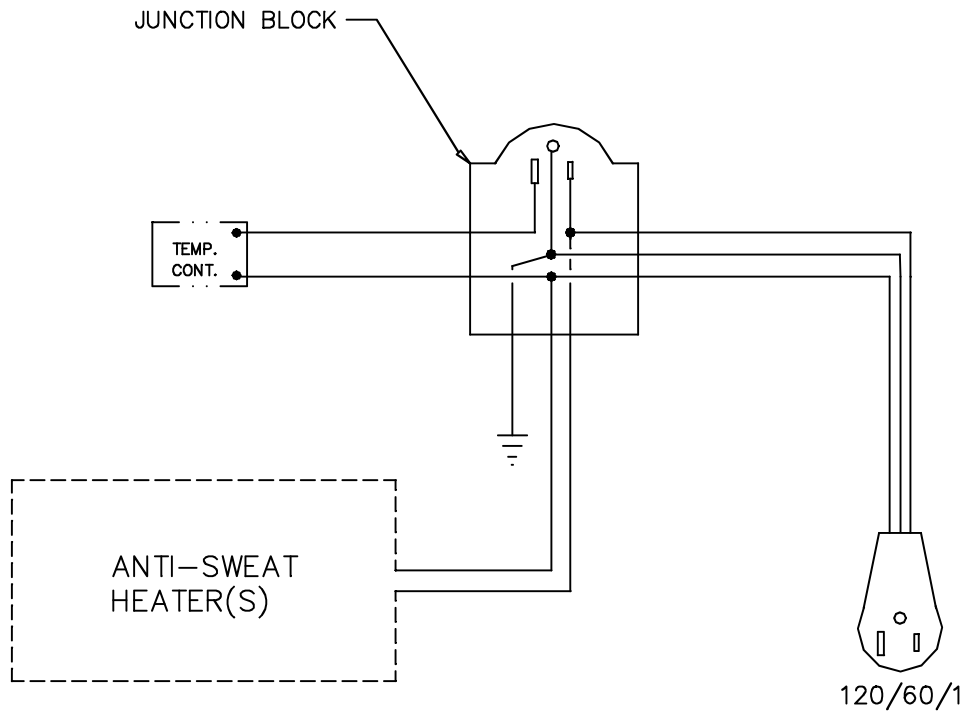 JUNCTION BLOCK
TEMP.
CONT.
ANTI-SWEAT
HEATER(S)
120/60/1